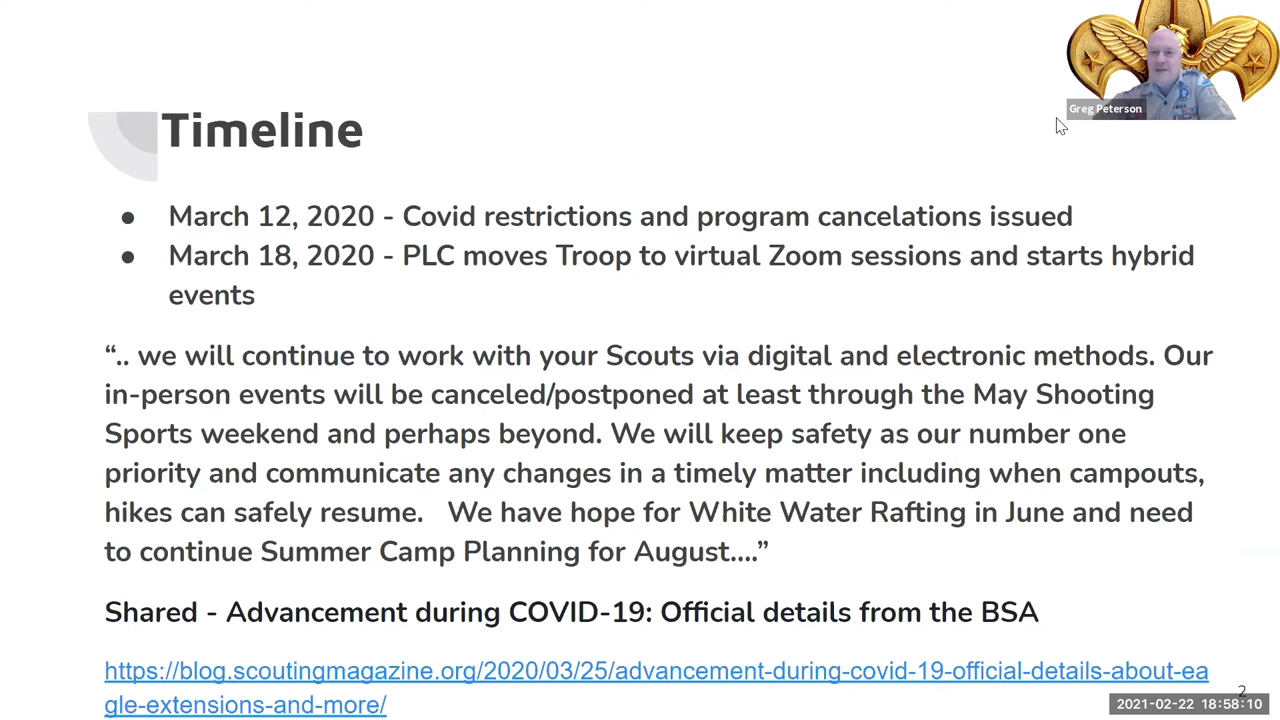 Greg Peterson
Timeline
● March 12, 2020 - Covid restrictions and program cancelations issued
● March 18, 2020 - PLC moves Troop to virtual Zoom sessions and starts hybrid
events
“.. we will continue to work with your Scouts via digital and electronic methods. Our
in-person events will be canceled/postponed at least through the May Shooting
Sports weekend and perhaps beyond. We will keep safety as our number one
priority and communicate any changes in a timely matter including when campouts,
hikes can safely resume.   We have hope for White Water Rafting in June and need
to continue Summer Camp Planning for August....”
Shared - Advancement during COVID-19: Official details from the BSA
https://blog.scoutingmagazine.org/2020/03/25/advancement-during-covid-19-official-details-about-ea
gle-extensions-and-more/
2
2021-02-22 18:58:10